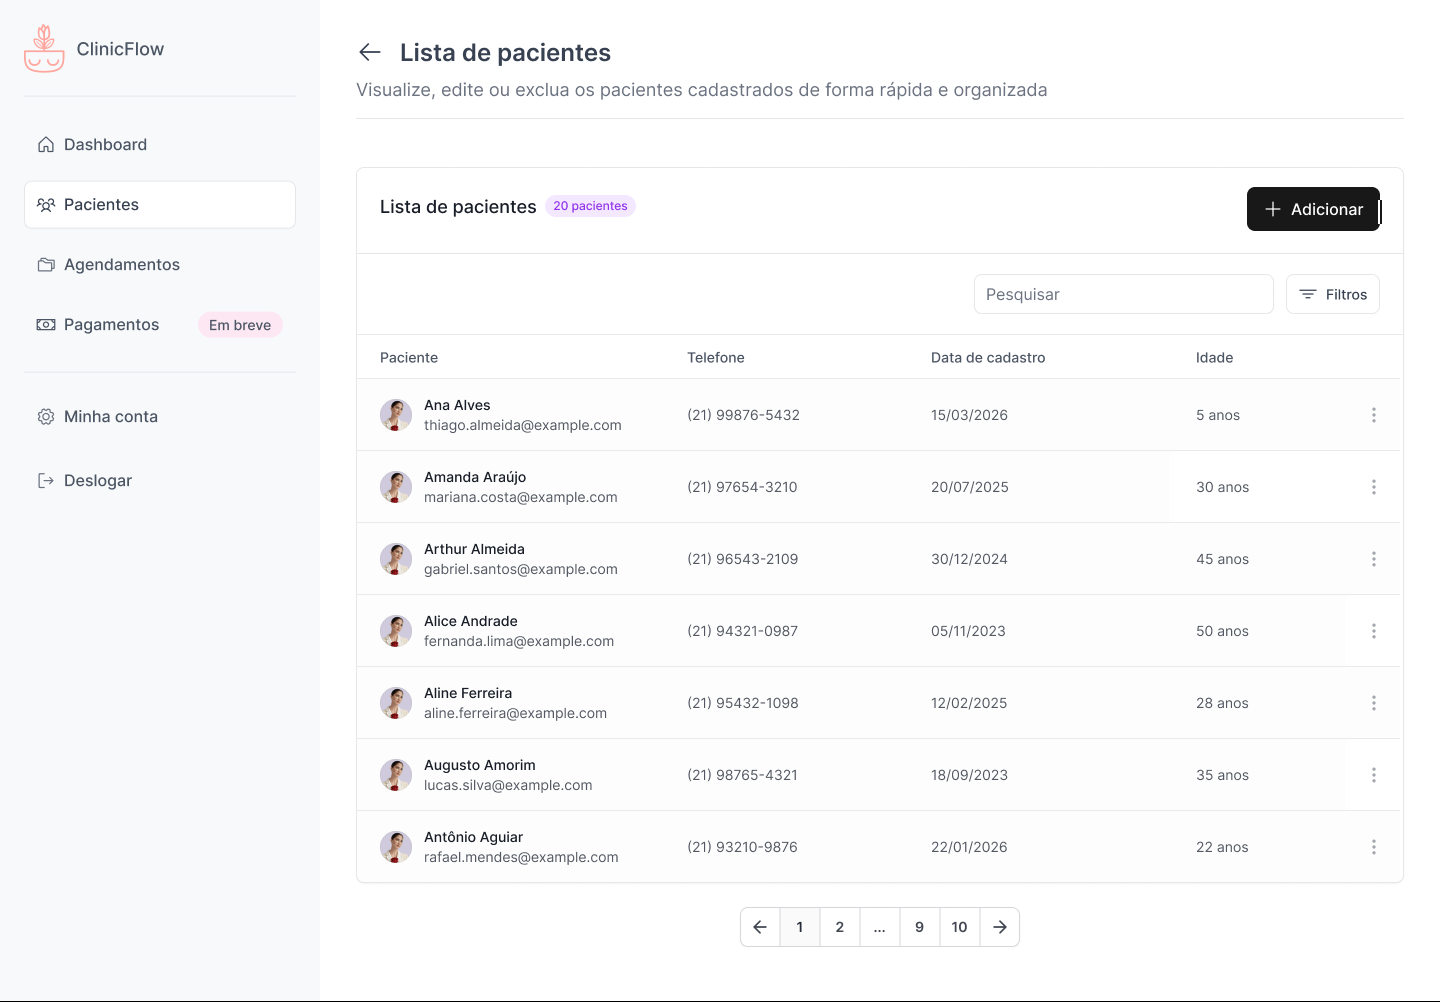 ClinicFlow
Dashboard
Pacientes
Agendamentos
Pagamentos Em breve
Minha conta
Deslogar
Lista de pacientes
Visualize, edite ou exclua os pacientes cadastrados de forma rápida e organizada
Lista de pacientes 20 pacientes
Adicionar
Pesquisar Filtros
Paciente Telefone Data de cadastro Idade
Ana Alves
thiago.almeida@example.com (21) 99876-5432 15/03/2026 5 anos
Amanda Araújo
mariana.costa@example.com (21) 97654-3210 20/07/2025 30 anos
Arthur Almeida
gabriel.santos@example.com (21) 96543-2109 30/12/2024 45 anos
Alice Andrade
fernanda.lima@example.com (21) 94321-0987 05/11/2023 50 anos
Aline Ferreira
aline.ferreira@example.com (21) 95432-1098 12/02/2025 28 anos
Augusto Amorim
lucas.silva@example.com (21) 98765-4321 18/09/2023 35 anos
Antônio Aguiar
rafael.mendes@example.com (21) 93210-9876 22/01/2026 22 anos
1 2 ... 9 10